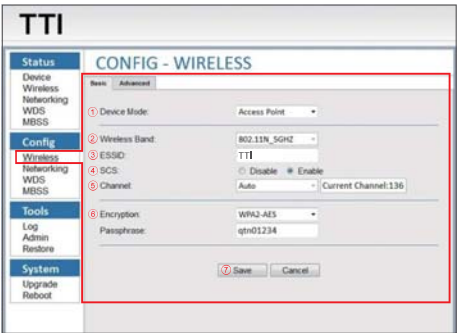 TTI
Status
Device
Wireless
Networking
WDS
MBSS
Config
Wireless
Networking
WDS
MBSS
Tools
Log
Admin
Restore
System
Upgrade
Reboot
CONFIG - WIRELESS
Basic Advanced
① Device Mode: Access Point
② Wireless Band: 802.11N_5GHZ
③ ESSID: TTI
④ SCS: Disable Enable
⑤ Channel: Auto Current Channel:136
⑥ Encryption: WPA2-AES
Passphrase: qtn01234
⑦ Save Cancel